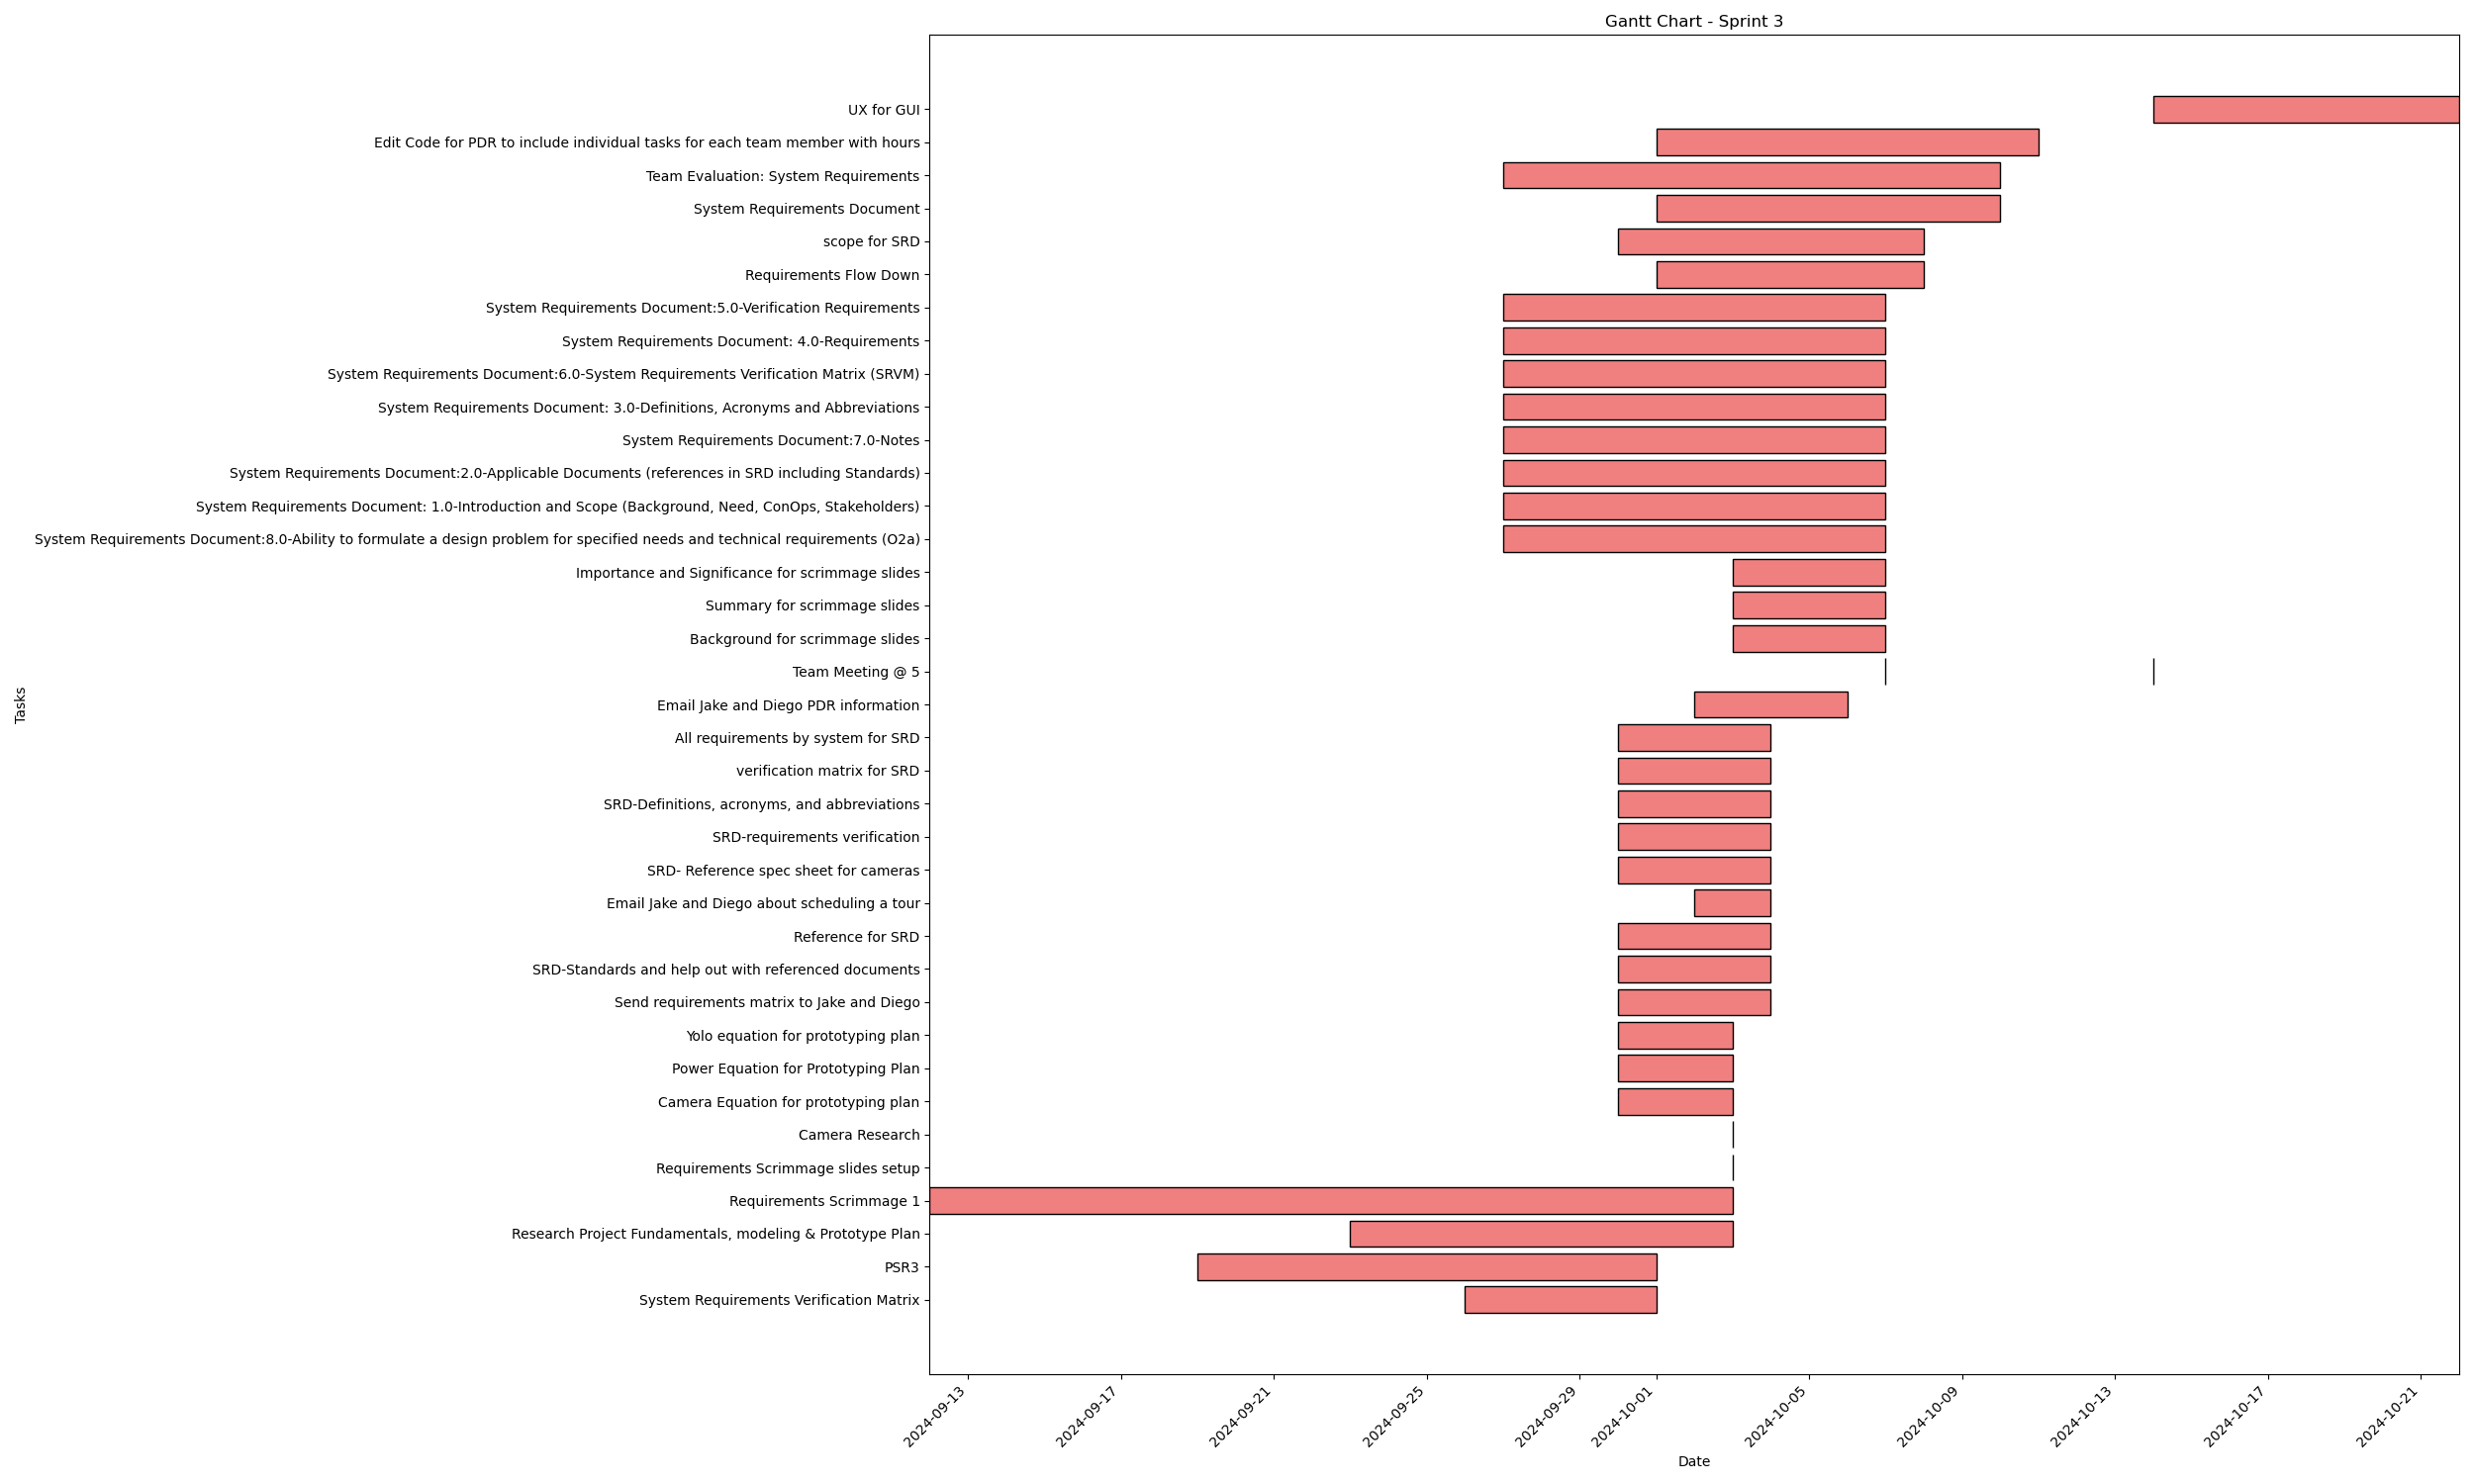 Gantt Chart - Sprint 3
UX for GUI
Edit Code for PDR to include individual tasks for each team member with hours
Team Evaluation: System Requirements
System Requirements Document
scope for SRD
Requirements Flow Down
System Requirements Document:5.0-Verification Requirements
System Requirements Document: 4.0-Requirements
System Requirements Document:6.0-System Requirements Verification Matrix (SRVM)
System Requirements Document: 3.0-Definitions, Acronyms and Abbreviations
System Requirements Document:7.0-Notes
System Requirements Document:2.0-Applicable Documents (references in SRD including Standards)
System Requirements Document: 1.0-Introduction and Scope (Background, Need, ConOps, Stakeholders)
System Requirements Document:8.0-Ability to formulate a design problem for specified needs and technical requirements (O2a)
Importance and Significance for scrimmage slides
Summary for scrimmage slides
Background for scrimmage slides
Team Meeting @ 5
Email Jake and Diego PDR information
All requirements by system for SRD
verification matrix for SRD
SRD-Definitions, acronyms, and abbreviations
SRD-requirements verification
SRD- Reference spec sheet for cameras
Email Jake and Diego about scheduling a tour
Reference for SRD
SRD-Standards and help out with referenced documents
Send requirements matrix to Jake and Diego
Yolo equation for prototyping plan
Power Equation for Prototyping Plan
Camera Equation for prototyping plan
Camera Research
Requirements Scrimmage slides setup
Requirements Scrimmage 1
Research Project Fundamentals, modeling & Prototype Plan
PSR3
System Requirements Verification Matrix
Tasks
2024-09-13
2024-09-17
2024-09-21
2024-09-25
2024-09-29
2024-10-01
2024-10-05
2024-10-09
2024-10-13
2024-10-17
2024-10-21
Date